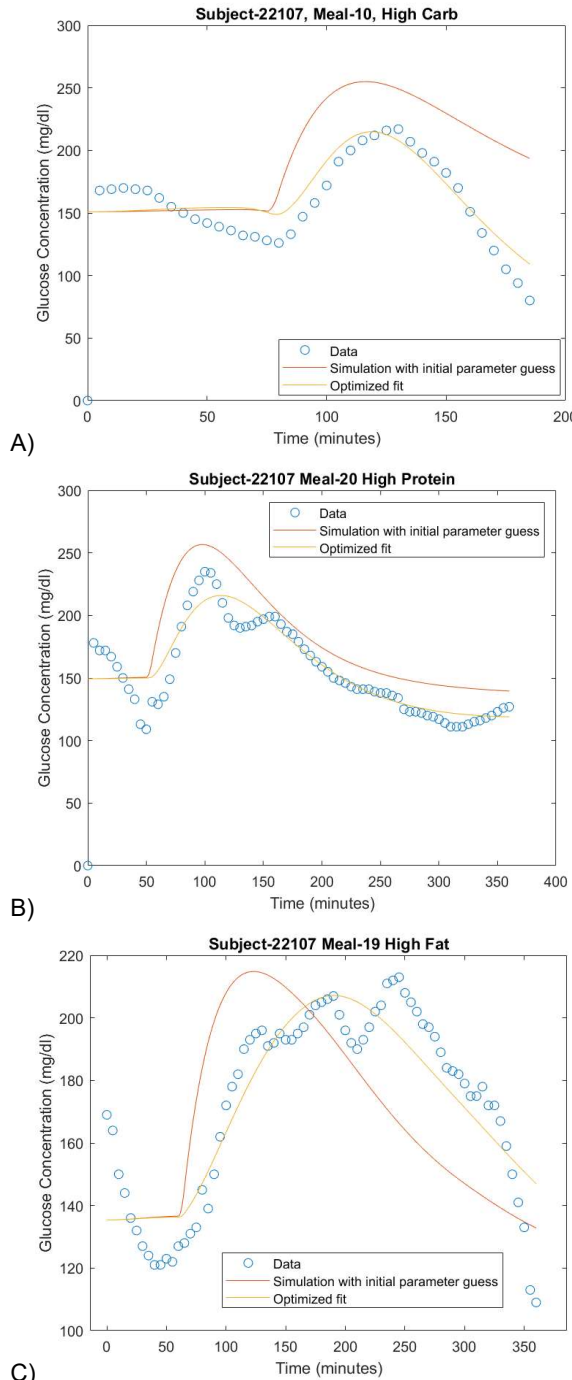 Subject-22107, Meal-10, High Carb
300
250
200
150
100
50
0
Glucose Concentration (mg/dl)
Data
Simulation with initial parameter guess
Optimized fit
0 50 100 150 200
Time (minutes)
A)
Subject-22107 Meal-20 High Protein
300
250
200
150
100
50
0
Glucose Concentration (mg/dl)
Data
Simulation with initial parameter guess
Optimized fit
0 50 100 150 200 250 300 350 400
Time (minutes)
B)
Subject-22107 Meal-19 High Fat
220
200
180
160
140
120
100
Glucose Concentration (mg/dl)
Data
Simulation with initial parameter guess
Optimized fit
0 50 100 150 200 250 300 350
Time (minutes)
C)